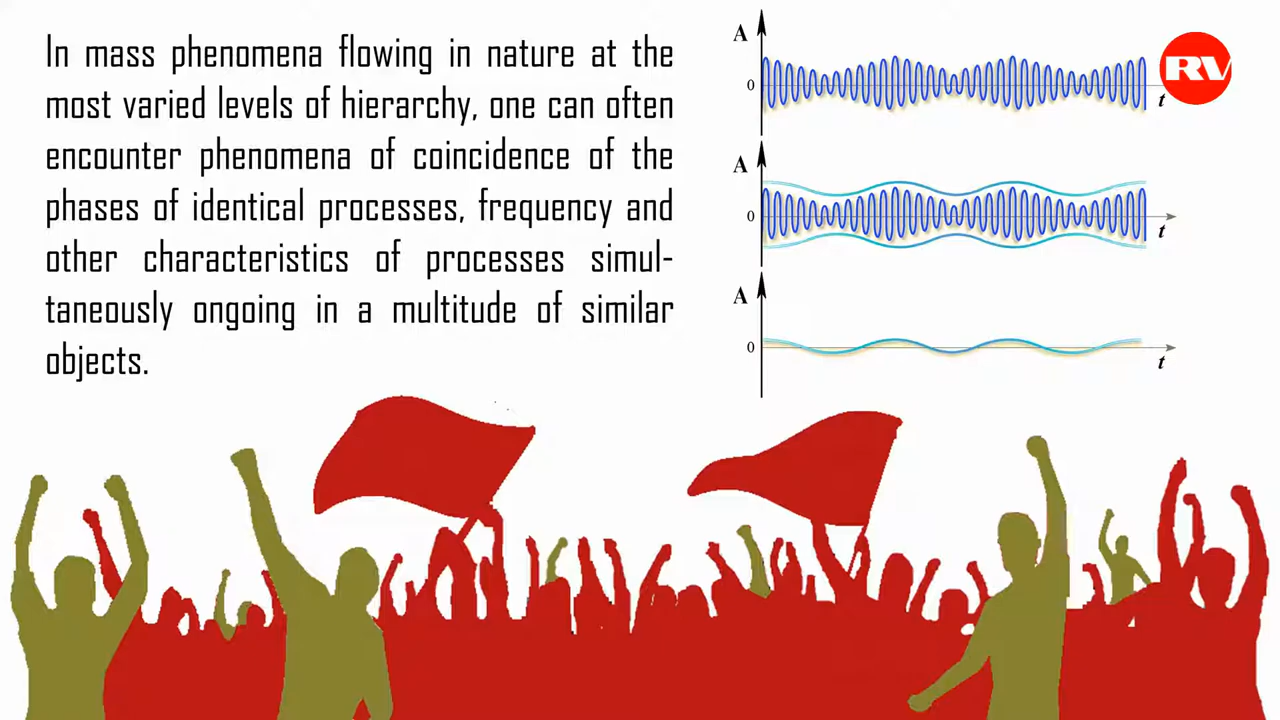 In mass phenomena flowing in nature at the
most varied levels of hierarchy, one can often
encounter phenomena of coincidence of the
phases of identical processes, frequency and
other characteristics of processes simul-
taneously ongoing in a multitude of similar
objects.
A
0
t
RV
A
0
t
A
0
t